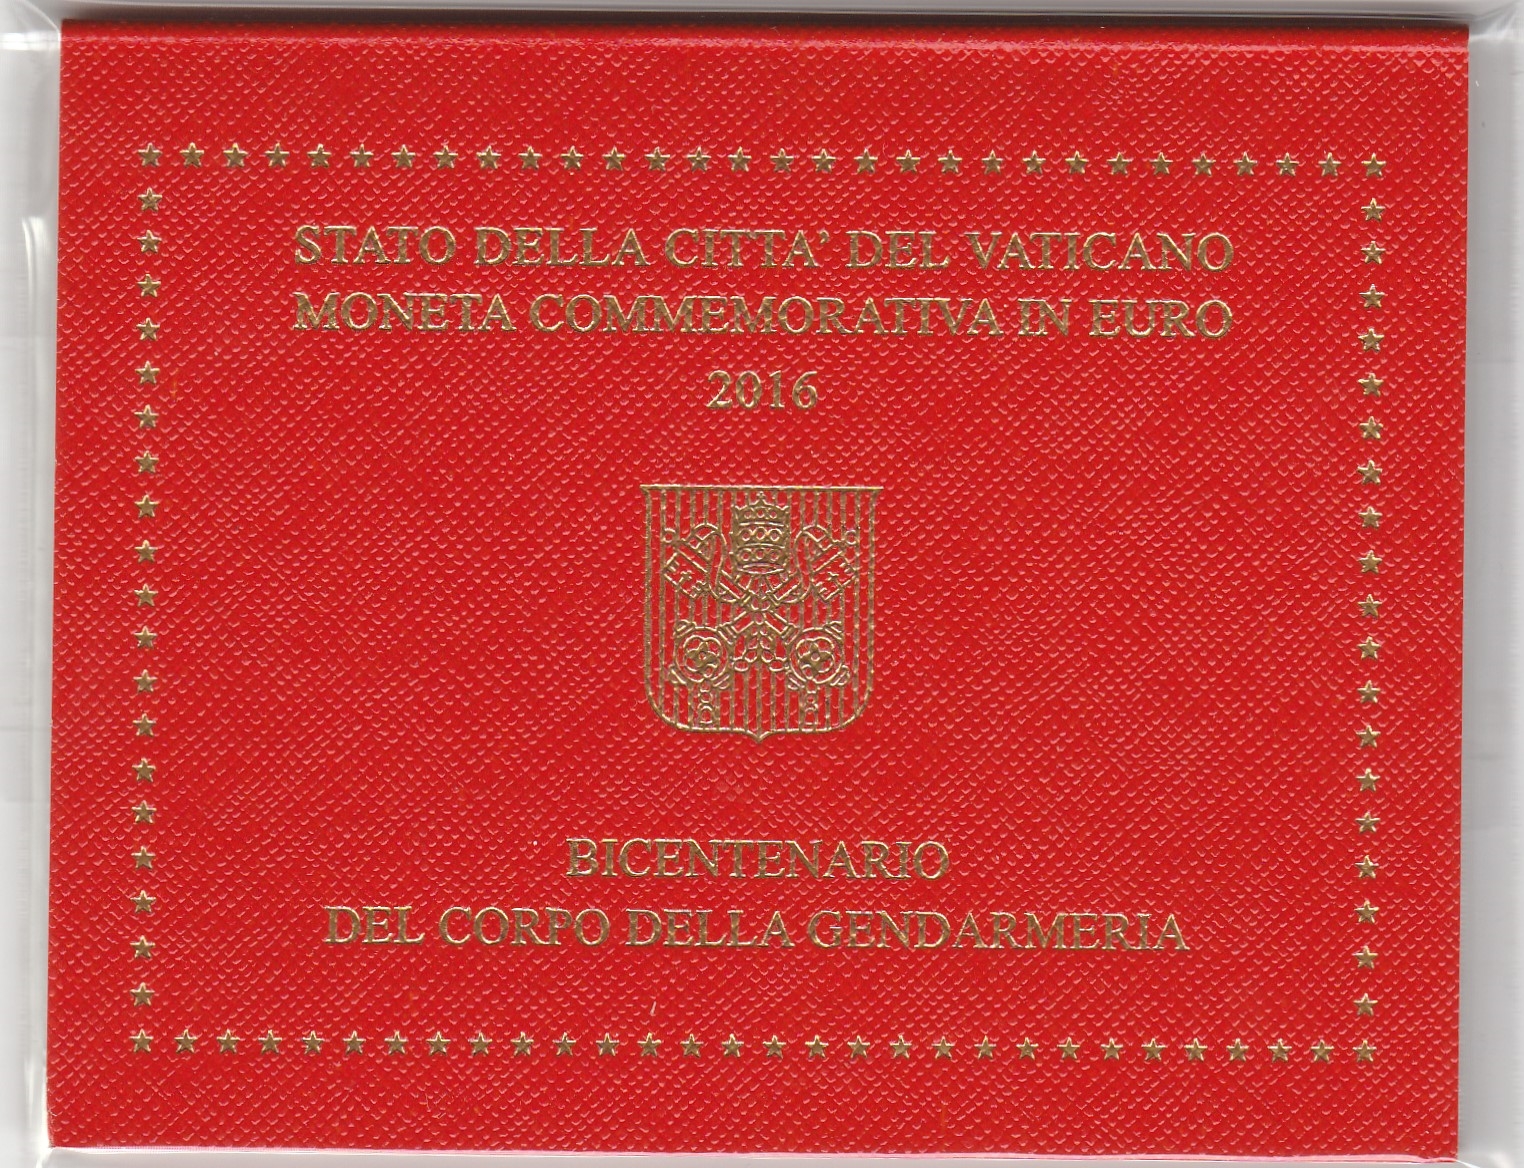 STATO DELLA CITTA' DEL VATICANO
MONETA COMMEMORATIVA IN EURO
2016
BICENTENARIO
DEL CORPO DELLA GENDARMERIA